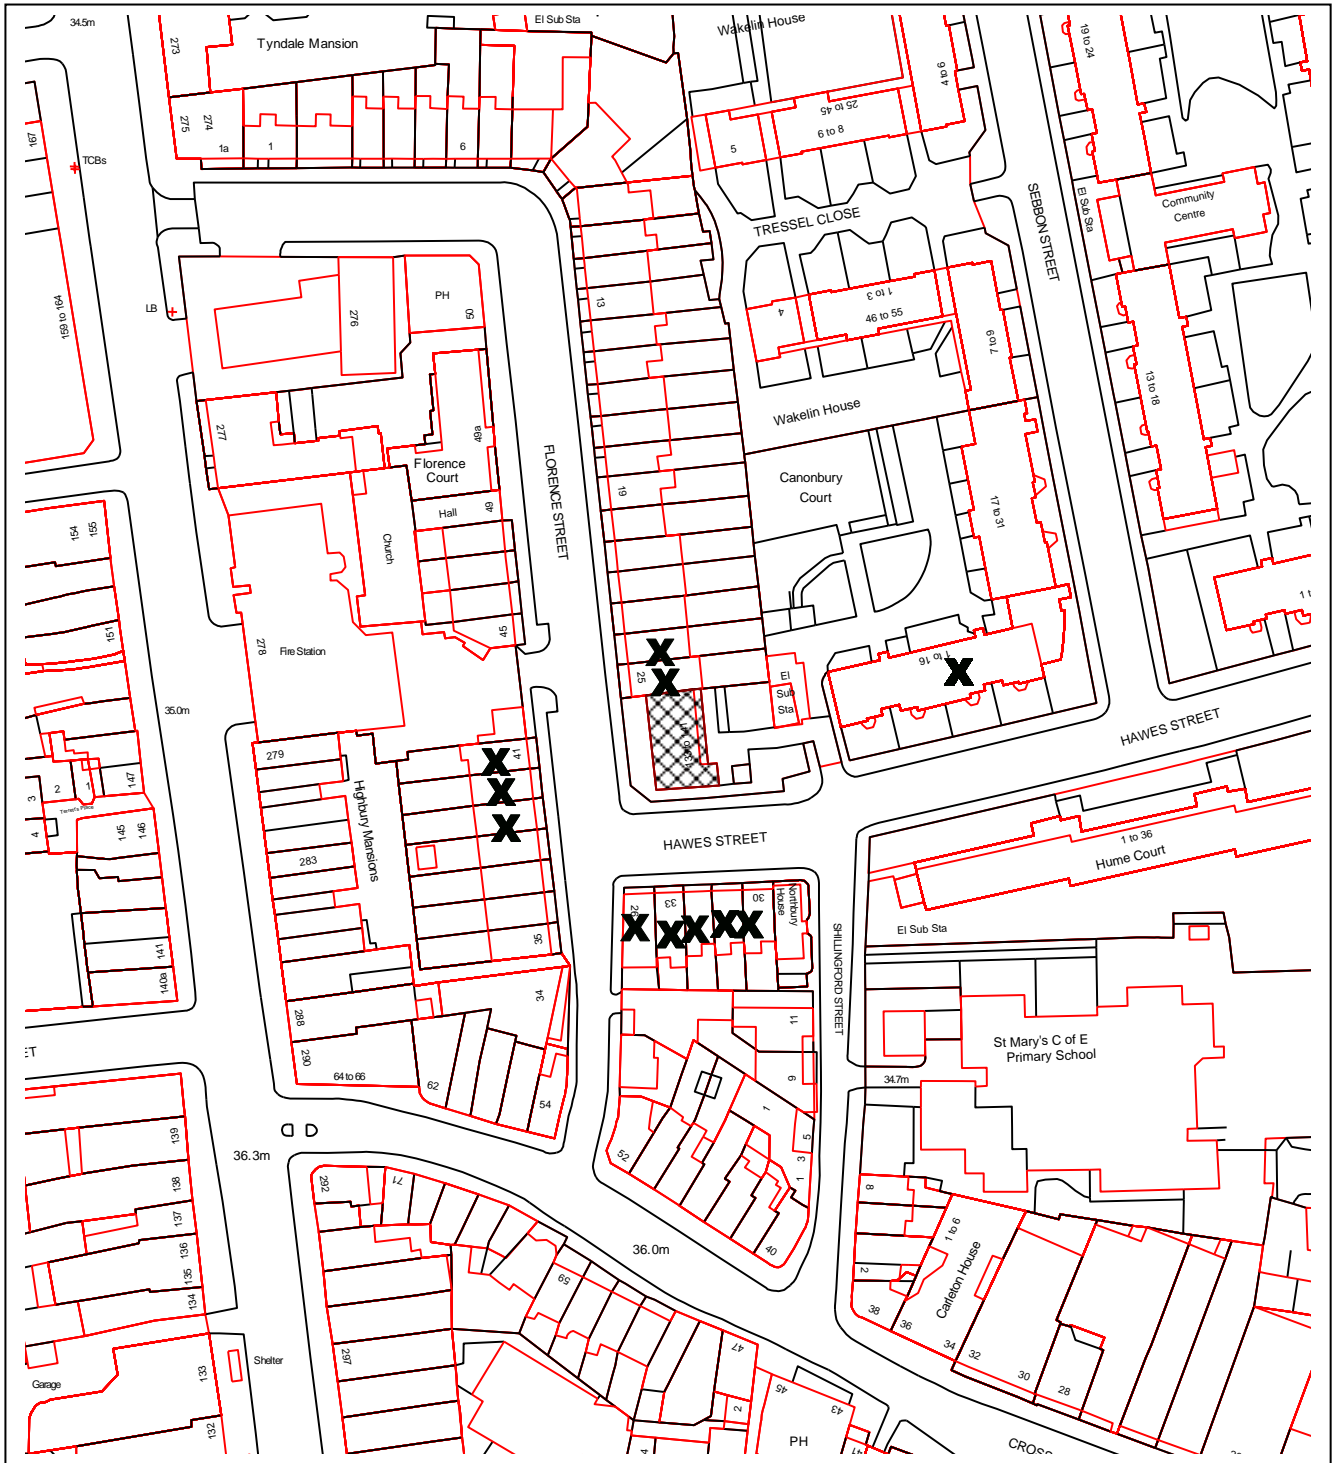 34.5m
273
Tyndale Mansion
El Sub Sta
Wakelin House
19 to 24
4 to 6
25 to 45
6 to 8
5
167
TCBs
275
274
1a
1
6
SEBBON STREET
El Sub Sta
Community
Centre
TRESSEL CLOSE
159 to 164
LB
276
PH
50
13
4
1 to 3
46 to 55
7 to 9
13 to 18
277
49a
Wakelin House
Florence
Court
FLORENCE STREET
19
Canonbury
Court
17 to 31
154
155
Hall
49
Church
151
278
Fire Station
45
X
25
X
El
Sub
Sta
1 to 16
X
35.0m
HAWES STREET
279
41
X
X
X
Highbury Mansions
283
3
2
1
147
Terrett's Place
4
145
146
HAWES STREET
1 to 36
Hume Court
26
33
30
Northbury
House
X X X X X
SHILLINGFORD STREET
El Sub Sta
141
140a
35
34
288
290
64 to 66
62
54
11
9
1
5
3
1
52
40
St Mary's C of E
Primary School
34.7m
ET
139
138
137
136
135
134
36.3m
292
71
36.0m
59
8
2
38
36
1 to 6
Carleton House
34
32
30
28
Garage
133
132
Shelter
297
47
2
45
43
41
PH
4
CROSS